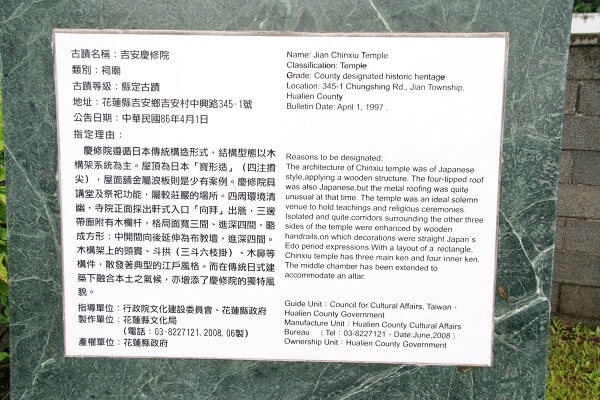 古蹟名稱：吉安慶修院
類別：祠廟
古蹟等級：縣定古蹟
地址：花蓮縣吉安鄉吉安村中興路345-1號
公告日期：中華民國86年4月1日
指定理由：
慶修院遵循日本傳統構造形式，結構型態以木
構架系統為主。屋頂為日本「寶形造」（四注攢
尖），屋面鋪金屬浪板則是少有案例。慶修院具
講堂及祭祀功能，屬較莊嚴的場所。四周環境清
幽，寺院正面採出軒式入口「向拜」出簷，三邊
帶面附有木欄杆，格局面寬三間、進深四間，略
成方形：中間開向後延伸為布教壇，進深四間。
木構架上的頭貫、斗拱（三斗六枝掛）、木鼻等
構件，散發著典型的江戶風格。而在傳統日式建
築下融合本土之氣候，亦增添了慶修院的獨特風
貌。
指導單位：行政院文化建設委員會、花蓮縣政府
製作單位：花蓮縣文化局
（電話：03-8227121,2008.06製）
產權單位：花蓮縣政府
Name: Jian Chinxiu Temple
Classification: Temple
Grade: County designated historic heritage
Location: 345-1 Chungshing Rd., Jian Township,
Hualien County
Bulletin Date: April 1, 1997 .
Reasons to be designated:
The architecture of Chinxiu temple was of Japanese
style,applying a wooden structure. The four-tipped roof
was also Japanese,but the metal roofing was quite
unusual at that time. The temple was an ideal solemn
venue to hold teachings and religious ceremonies.
Isolated and quite,corridors surrounding the other three
sides of the temple were enhanced by wooden
handrails,on which decorations were straight Japan's
Edo period expressions.With a layout of a rectangle,
Chinxiu temple has three main ken and four inner ken.
The middle chamber has been extended to
accommodate an altar.
Guide Unit：Council for Cultural Affairs, Taiwan、
Hualien County Government
Manufacture Unit：Hualien County Cultural Affairs
Bureau （Tel：03-8227121・Date:June,2008）
Ownership Unit：Hualien County Government